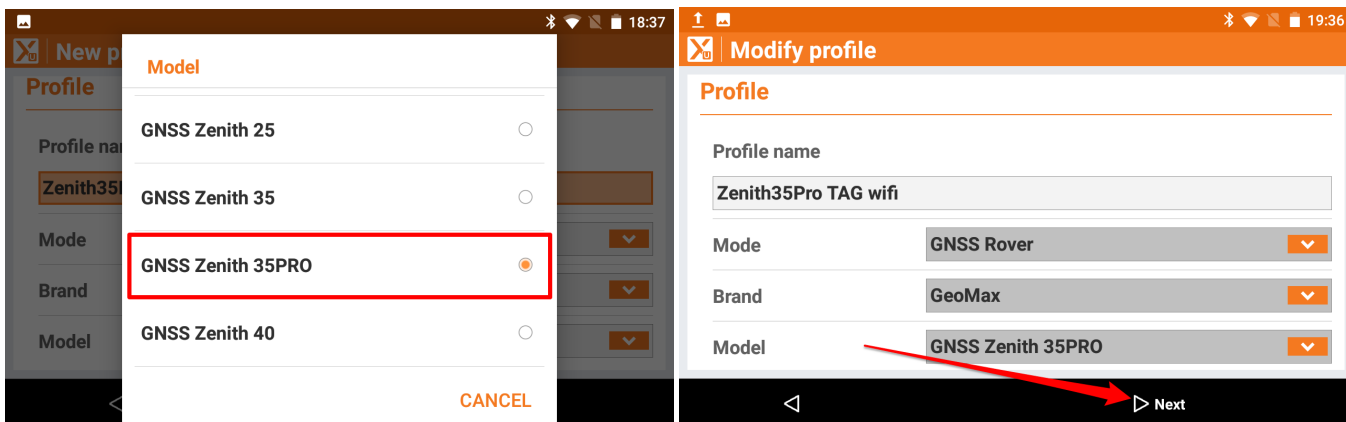 18:37
New p
Profile
Profile nar
Zenith35
Mode
Brand
Model
Model
GNSS Zenith 25
GNSS Zenith 35
GNSS Zenith 35PRO
GNSS Zenith 40
CANCEL
19:36
Modify profile
Profile
Profile name
Zenith35Pro TAG wifi
Mode GNSS Rover
Brand GeoMax
Model GNSS Zenith 35PRO
Next